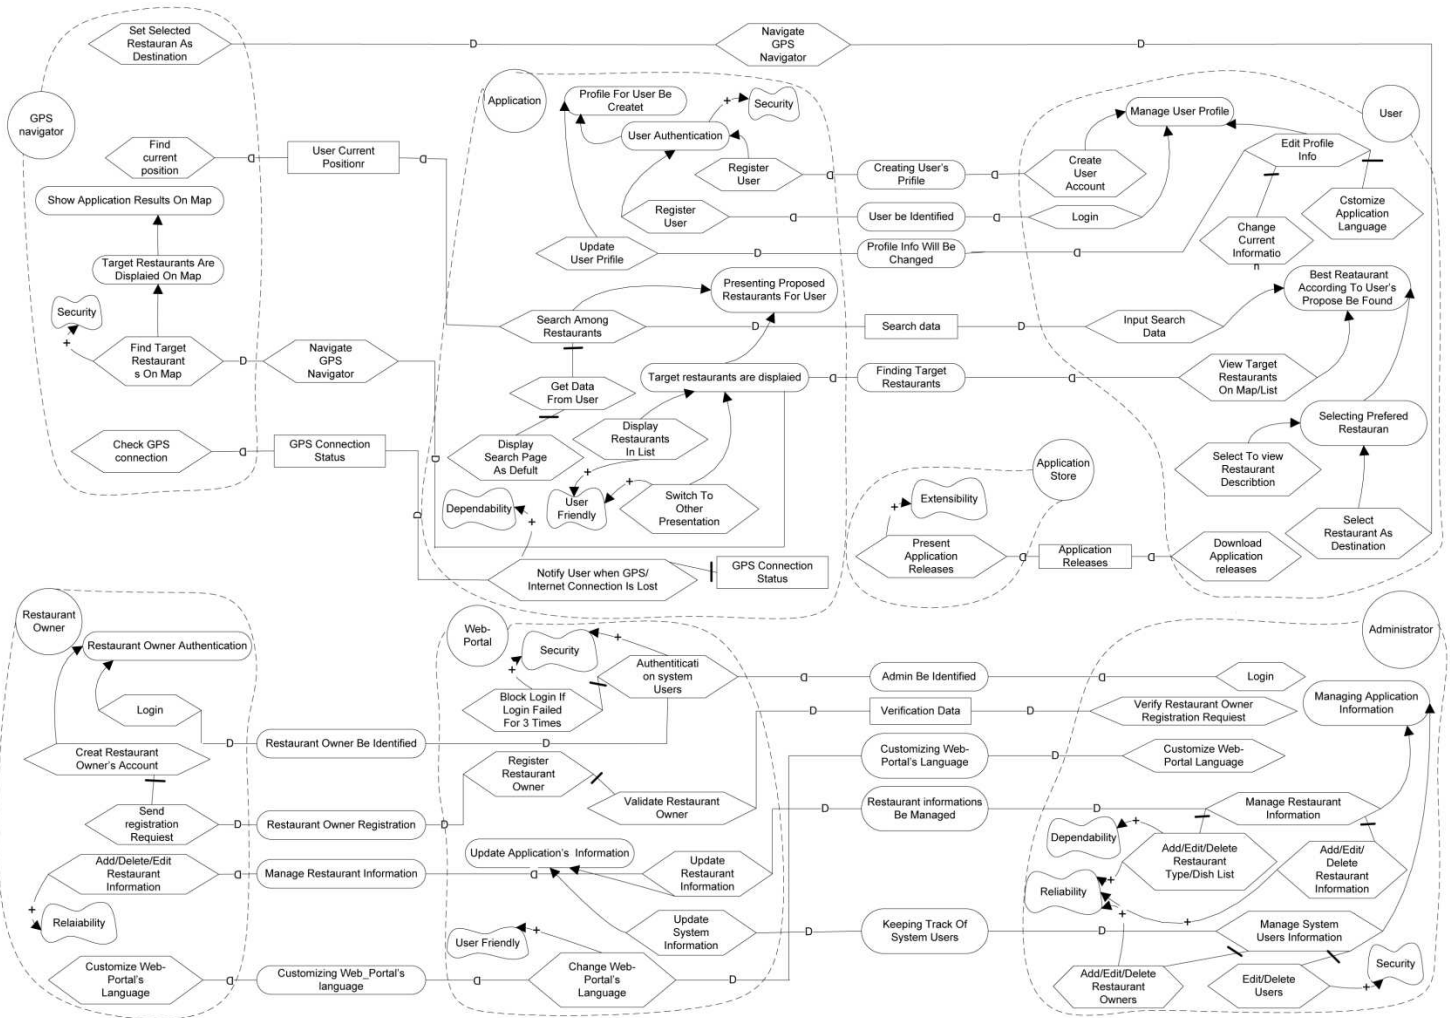 Set Selected
Restauran As
Destination
D
Navigate
GPS
Navigator
D
GPS
navigator
Find
current
position
D
User Current
Positionr
D
Show Application Results On Map
Target Restaurants Are
Displaied On Map
Security
+
Find Target
Restaurant
s On Map
D
Navigate
GPS
Navigator
Check GPS
connection
D
GPS Connection
Status
D
D
Application
Profile For User Be
Createt
+
Security
User Authentication
Register
User
D
Creating User's
Prifile
D
Register
User
D
User be Identified
D
Update
User Prifile
D
Profile Info Will Be
Changed
D
Presenting Proposed
Restaurants For User
Search Among
Restaurants
D
Search data
D
Get Data
From User
Target restaurants are displaied
D
Finding Target
Restaurants
D
Display
Search Page
As Defult
Display
Restaurants
In List
+
+
User
Friendly
Switch To
Other
Presentation
Dependability
+
Notify User when GPS/
Internet Connection Is Lost
GPS Connection
Status
User
Manage User Profile
Create
User
Account
Edit Profile
Info
Login
Change
Current
Informatio
n
Cstomize
Application
Language
Best Reataurant
According To User's
Propose Be Found
Input Search
Data
View Target
Restaurants
On Map/List
Selecting Prefered
Restauran
Select To view
Restaurant
Describtion
Select
Restaurant As
Destination
Application
Store
Extensibility
+
Present
Application
Releases
D
Application
Releases
D
Download
Application
releases
Restaurant
Owner
Restaurant Owner Authentication
Login
D
Restaurant Owner Be Identified
D
Creat Restaurant
Owner's Account
Send
registration
Requiest
D
Restaurant Owner Registration
D
Add/Delete/Edit
Restaurant
Information
D
Manage Restaurant Information
D
+
Relaiability
Customize Web-
Portal's
Language
D
Customizing Web_Portal's
language
D
Web-
Portal
Security
+
+
Authentiticati
on system
Users
Block Login If
Login Failed
For 3 Times
Register
Restaurant
Owner
Validate Restaurant
Owner
Update Application's Information
Update
Restaurant
Information
Update
System
Information
User Friendly
+
Change Web-
Portal's
Language
D
D
Admin Be Identified
D
Login
D
Verification Data
D
Verify Restaurant Owner
Registration Requiest
Customizing Web-
Portal's Language
D
Customize Web-
Portal Language
D
Restaurant informations
Be Managed
D
D
Keeping Track Of
System Users
D
Administrator
Managing Application
Information
Manage Restaurant
Information
Dependability
+
Add/Edit/Delete
Restaurant
Type/Dish List
Add/Edit/
Delete
Restaurant
Information
Reliability
+
+
+
Manage System
Users Information
Add/Edit/Delete
Restaurant
Owners
Edit/Delete
Users
+
Security